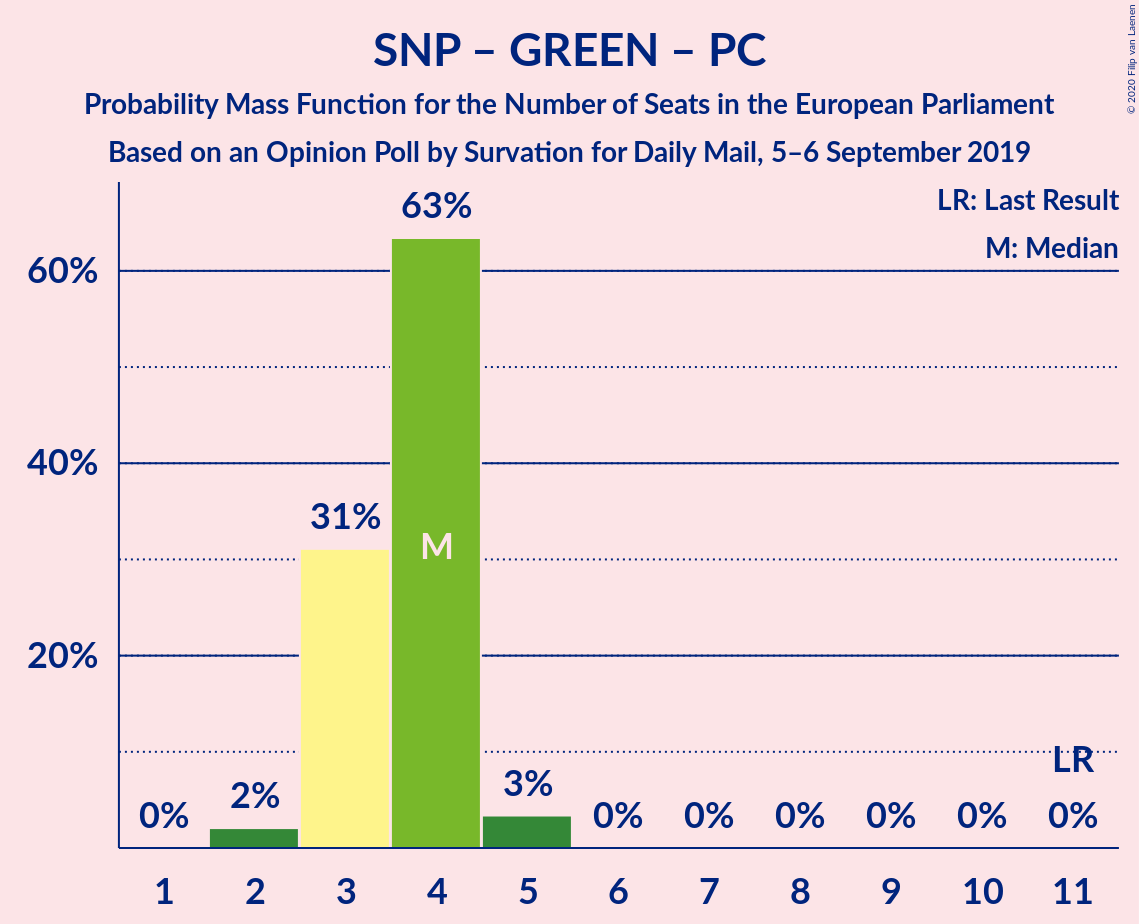 SNP – GREEN – PC
Probability Mass Function for the Number of Seats in the European Parliament
Based on an Opinion Poll by Survation for Daily Mail, 5–6 September 2019
© 2020 Filip van Laenen
LR: Last Result
M: Median
63%
60%
40%
31%
M
20%
LR
0%
2%
3%
0%
0%
0%
0%
0%
0%
1 2 3 4 5 6 7 8 9 10 11